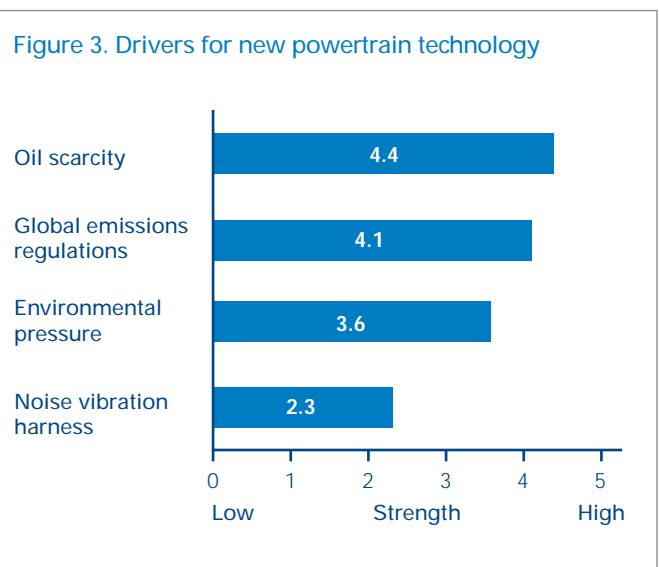 Figure 3. Drivers for new powertrain technology
Oil scarcity
4.4
Global emissions
regulations
4.1
Environmental
pressure
3.6
Noise vibration
harness
2.3
0 1 2 3 4 5
Low Strength High